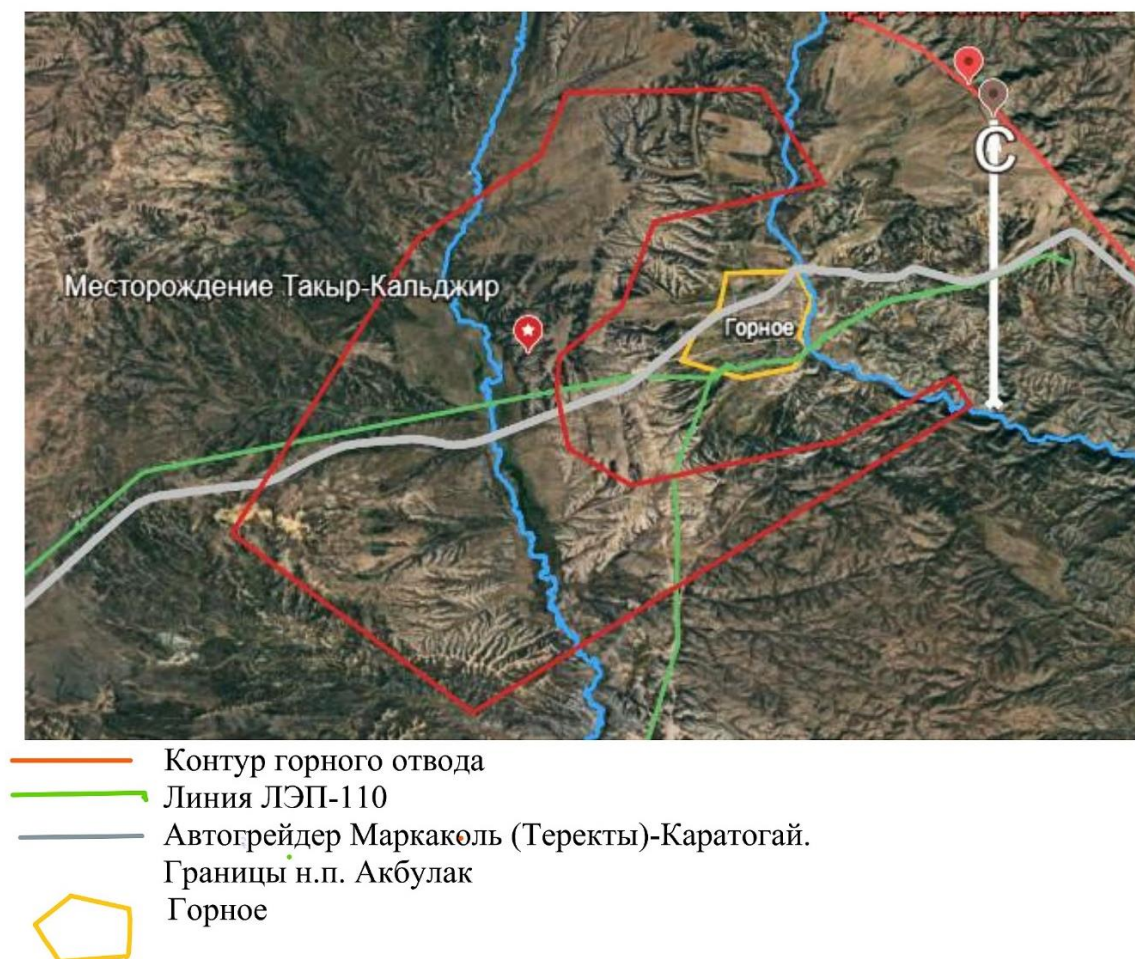 С
Месторождение Такыр-Кальджир
Горное
Контур горного отвода
Линия ЛЭП-110
Автогрейдер Маркаколь (Теректы)-Каратогай.
Границы н.п. Акбулак
Горное